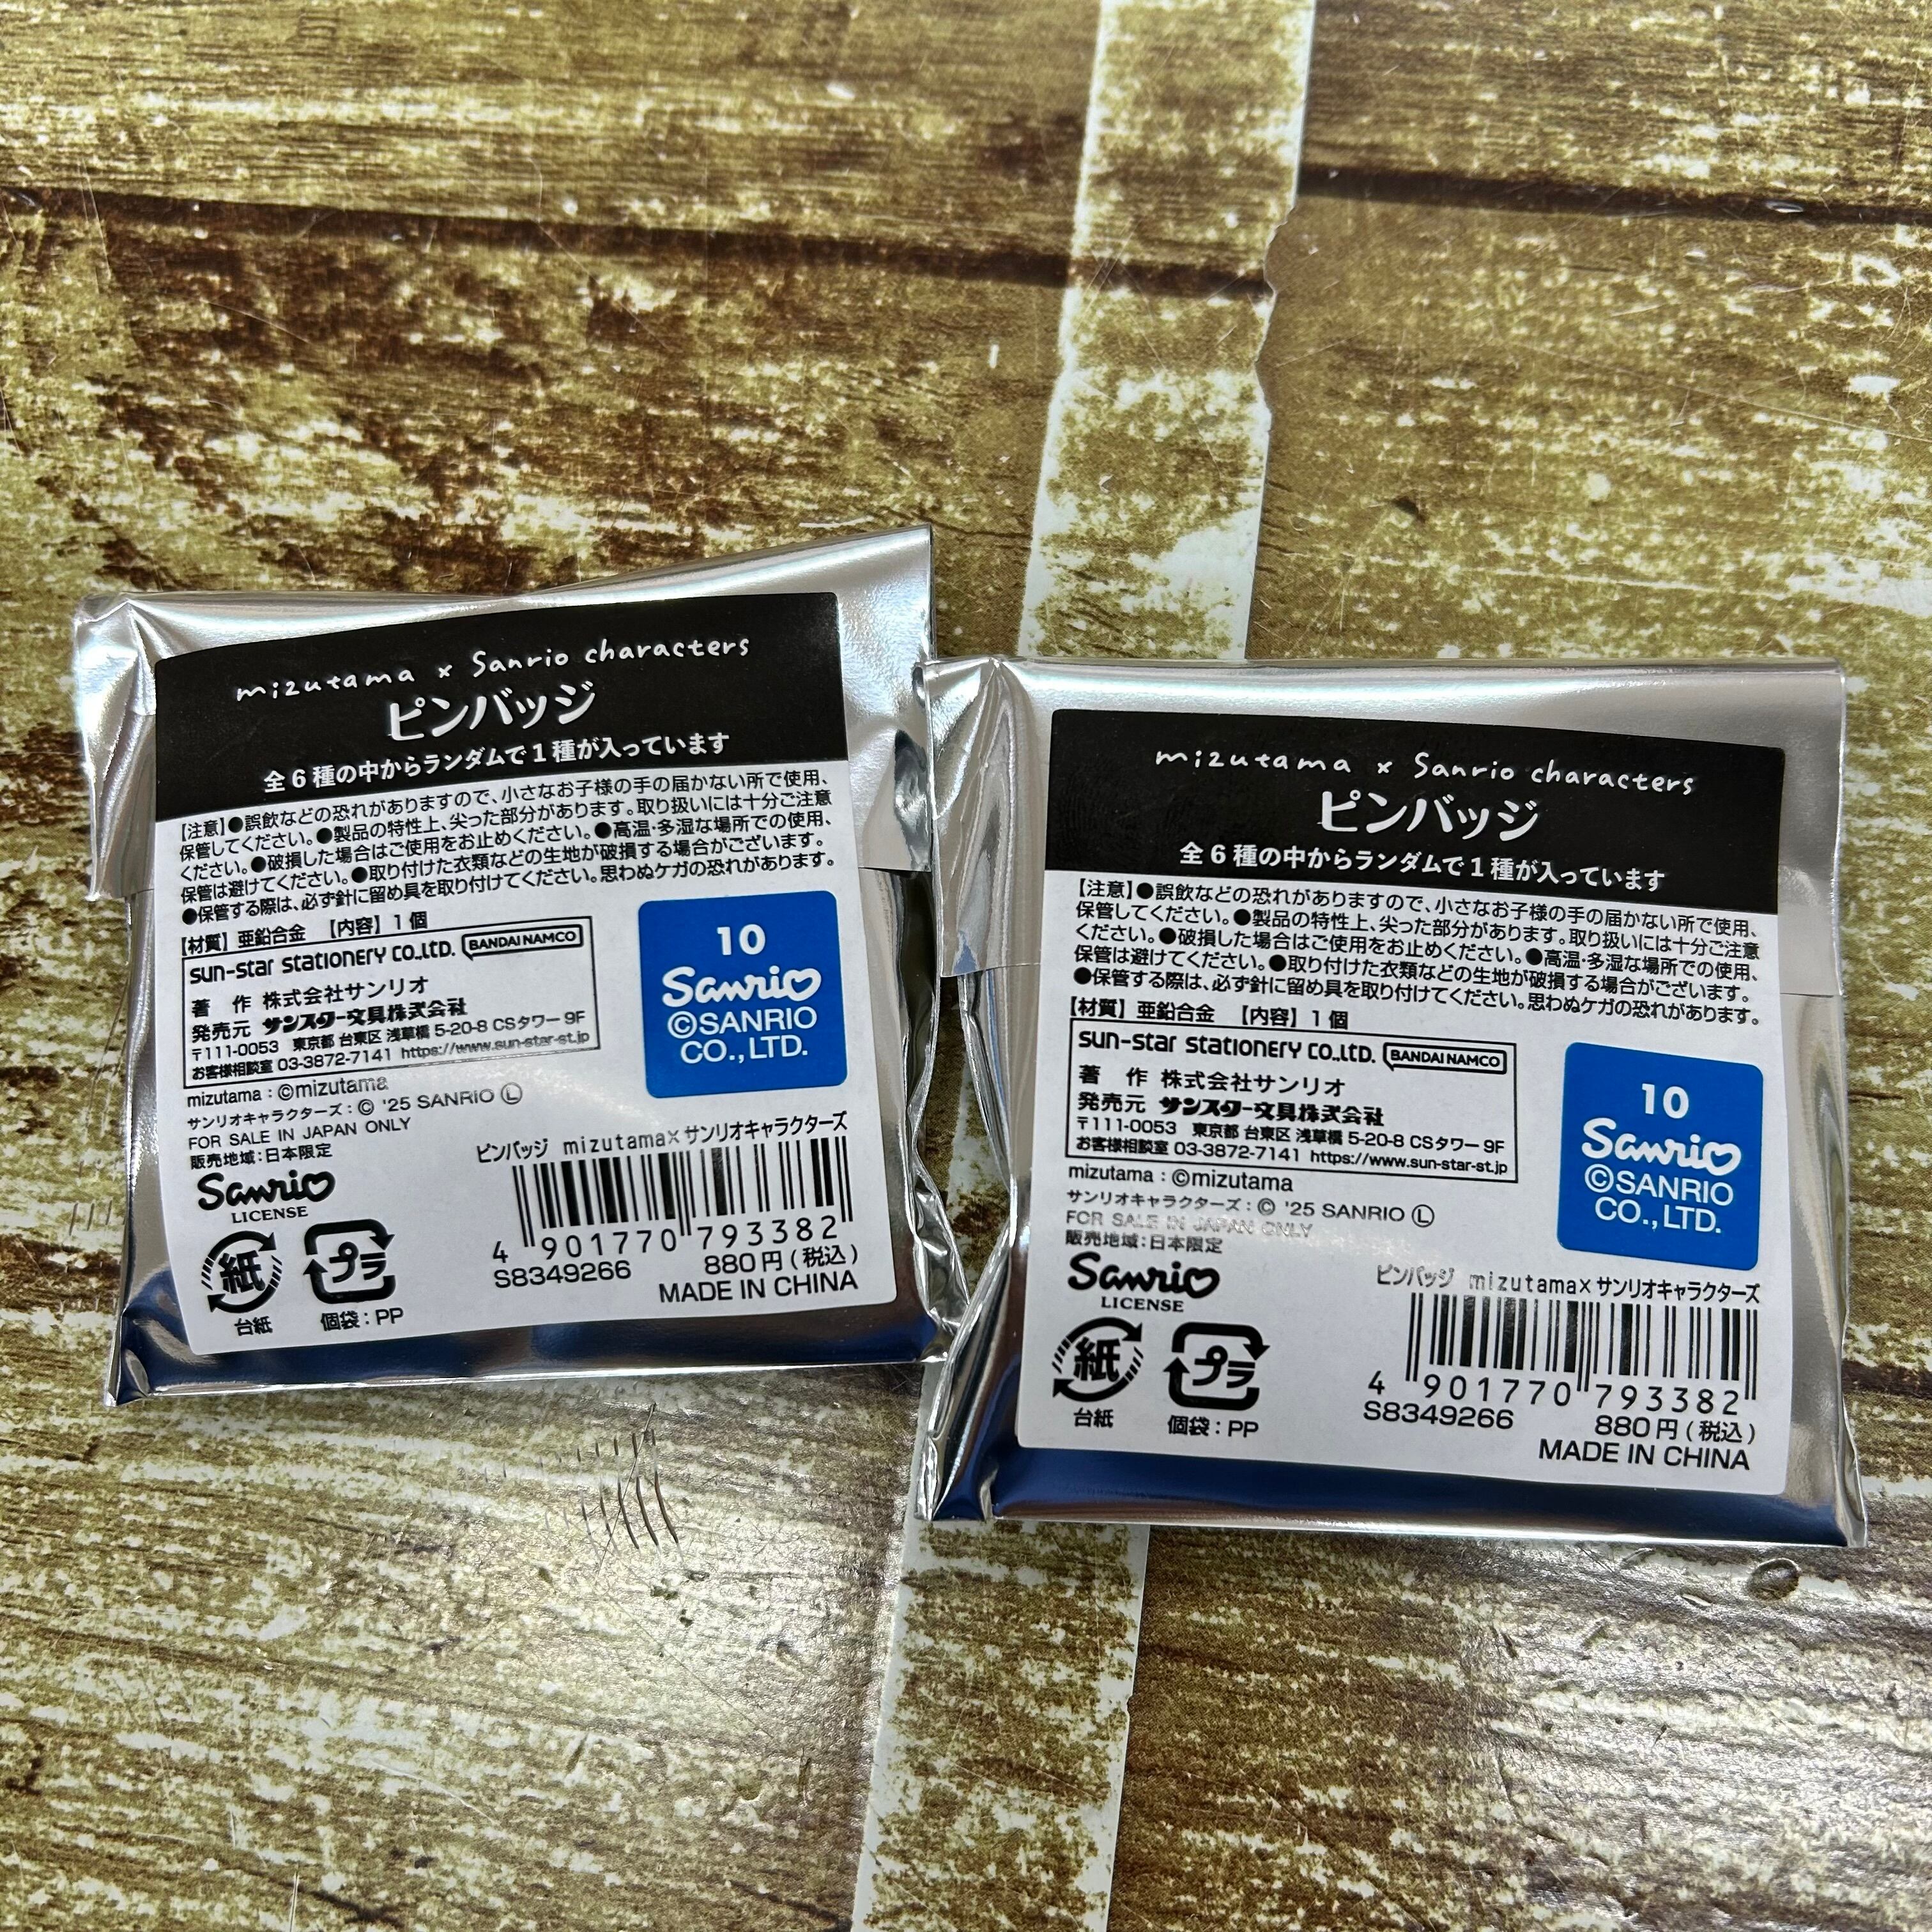 mizutama × Sanrio characters
ピンバッジ
全6種の中からランダムで1種が入っています
【注意】●誤飲などの恐れがありますので、小さなお子様の手の届かない所で使用、
保管してください。●製品の特性上、尖った部分があります。取り扱いには十分ご注意
ください。●破損した場合はご使用をお止めください。●高温・多湿な場所での使用、
保管は避けてください。●取り付けた衣類などの生地が破損する場合がございます。
●保管する際は、必ず針に留め具を取り付けてください。思わぬケガの恐れがあります。
【材質】亜鉛合金 【内容】1個
sun-star stationery co.,ltd. BANDAI NAMCO
著 作 株式会社サンリオ
発売元 サンスター文具株式会社
〒111-0053 東京都 台東区 浅草橋 5-20-8 CSタワー 9F
お客様相談室 03-3872-7141 https://www.sun-star-st.jp
10
Sanrio
©SANRIO
CO.,LTD.
mizutama：©mizutama
サンリオキャラクターズ：© '25 SANRIO Ⓛ
FOR SALE IN JAPAN ONLY
販売地域：日本限定
Sanrio
LICENSE
紙
台紙
プラ
個袋：PP
ピンバッジ mizutama×サンリオキャラクターズ
4 901770 793382
S8349266 880円(税込)
MADE IN CHINA
mizutama × Sanrio characters
ピンバッジ
全6種の中からランダムで1種が入っています
【注意】●誤飲などの恐れがありますので、小さなお子様の手の届かない所で使用、
保管してください。●製品の特性上、尖った部分があります。取り扱いには十分ご注意
ください。●破損した場合はご使用をお止めください。●高温・多湿な場所での使用、
保管は避けてください。●取り付けた衣類などの生地が破損する場合がございます。
●保管する際は、必ず針に留め具を取り付けてください。思わぬケガの恐れがあります。
【材質】亜鉛合金 【内容】1個
sun-star stationery co.,ltd. BANDAI NAMCO
著 作 株式会社サンリオ
発売元 サンスター文具株式会社
〒111-0053 東京都 台東区 浅草橋 5-20-8 CSタワー 9F
お客様相談室 03-3872-7141 https://www.sun-star-st.jp
10
Sanrio
©SANRIO
CO.,LTD.
mizutama：©mizutama
サンリオキャラクターズ：© '25 SANRIO Ⓛ
FOR SALE IN JAPAN ONLY
販売地域：日本限定
Sanrio
LICENSE
紙
台紙
プラ
個袋：PP
ピンバッジ mizutama×サンリオキャラクターズ
4 901770 793382
S8349266 880円(税込)
MADE IN CHINA